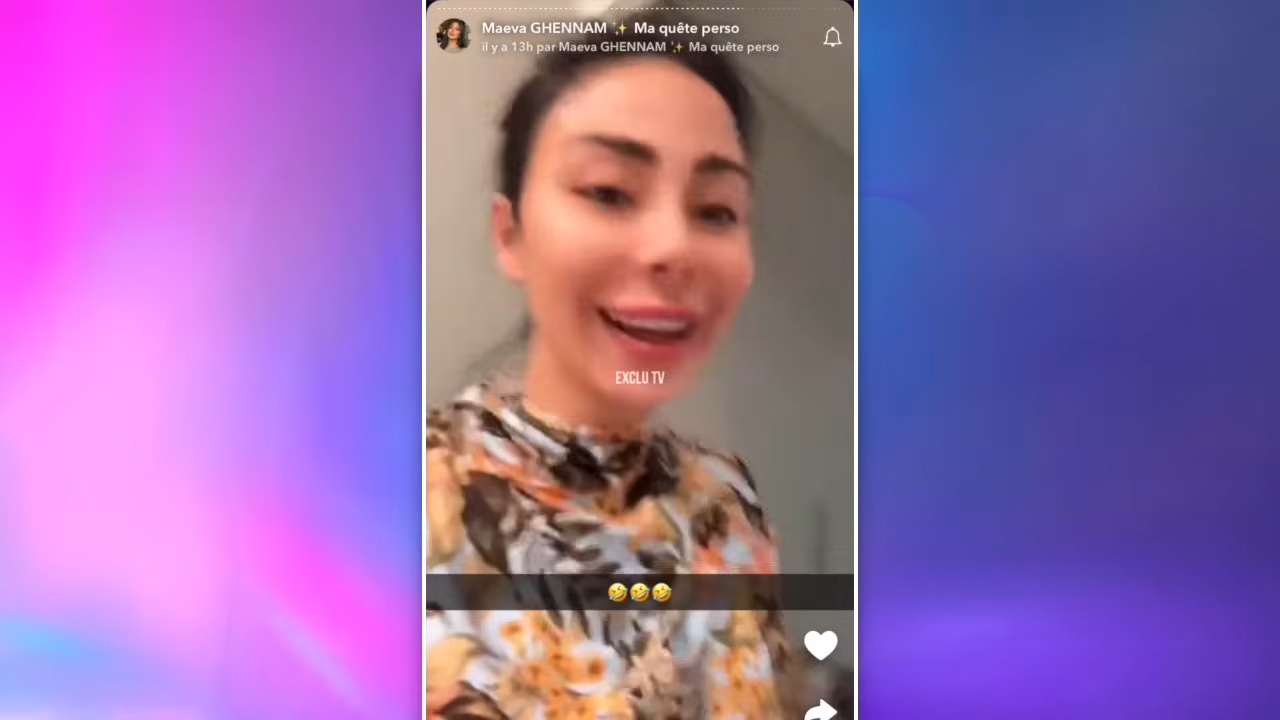 Maeva GHENNAM ✨ Ma quête perso
il y a 13h par Maeva GHENNAM ✨ Ma quête perso
EXCLU TV
🤣🤣🤣